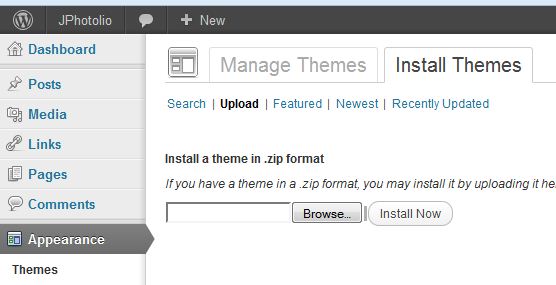 JPhotolio + New
Dashboard
Posts
Media
Links
Pages
Comments
Appearance
Themes
Manage Themes Install Themes
Search | Upload | Featured | Newest | Recently Updated
Install a theme in .zip format
If you have a theme in a .zip format, you may install it by uploading it he
Browse... Install Now